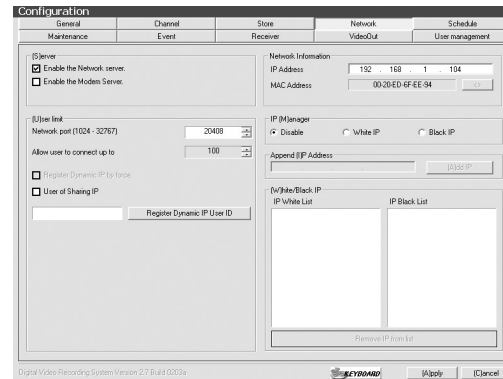 Configuration
General Channel Store Network Schedule
Maintenance Event Receiver VideoOut User management
(S)erver
Enable the Network server.
Enable the Modem Server.
Network Information
IP Address 192 . 168 . 1 . 104
MAC Address 00-20-ED-6F-EE-94
(U)ser limit
Network port (1024 - 32767) 20408
Allow user to connect up to 100
Register Dynamic IP by force.
User of Sharing IP
Register Dynamic IP User ID
IP (M)anager
Disable White IP Black IP
Append (I)P Address
(A)dd IP
(W)hite/Black IP
IP White List IP Black List
Remove IP from list
Digital Video Recording System Version 2.7 Build 0203a
KEYBOARD (A)pply (C)ancel